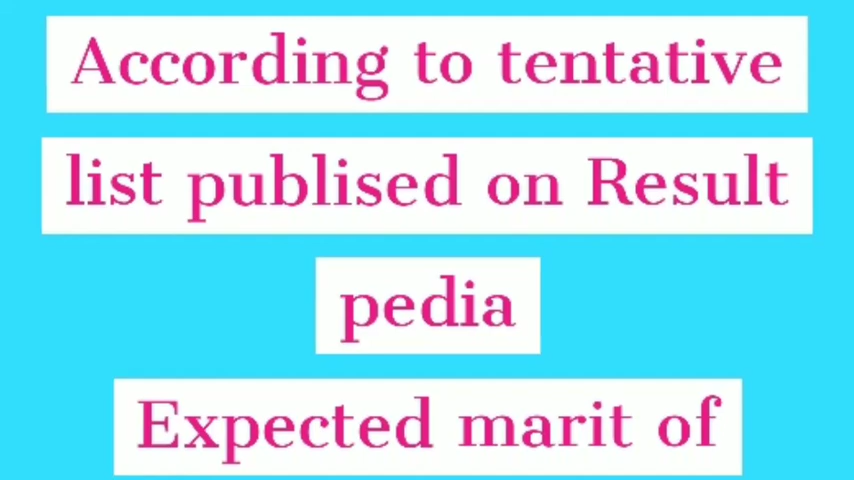 According to tentative
list publised on Result
pedia
Expected marit of